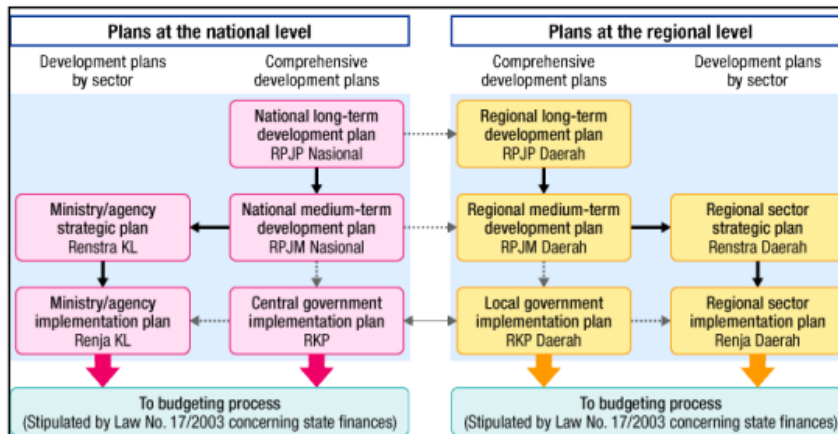 Plans at the national level
Plans at the regional level
Development plans
by sector
Comprehensive
development plans
Comprehensive
development plans
Development plans
by sector
National long-term
development plan
RPJP Nasional
Regional long-term
development plan
RPJP Daerah
Ministry/agency
strategic plan
Renstra KL
National medium-term
development plan
RPJM Nasional
Regional medium-term
development plan
RPJM Daerah
Regional sector
strategic plan
Renstra Daerah
Ministry/agency
implementation plan
Renja KL
Central government
implementation plan
RKP
Local government
implementation plan
RKP Daerah
Regional sector
implementation plan
Renja Daerah
To budgeting process
(Stipulated by Law No. 17/2003 concerning state finances)
To budgeting process
(Stipulated by Law No. 17/2003 concerning state finances)